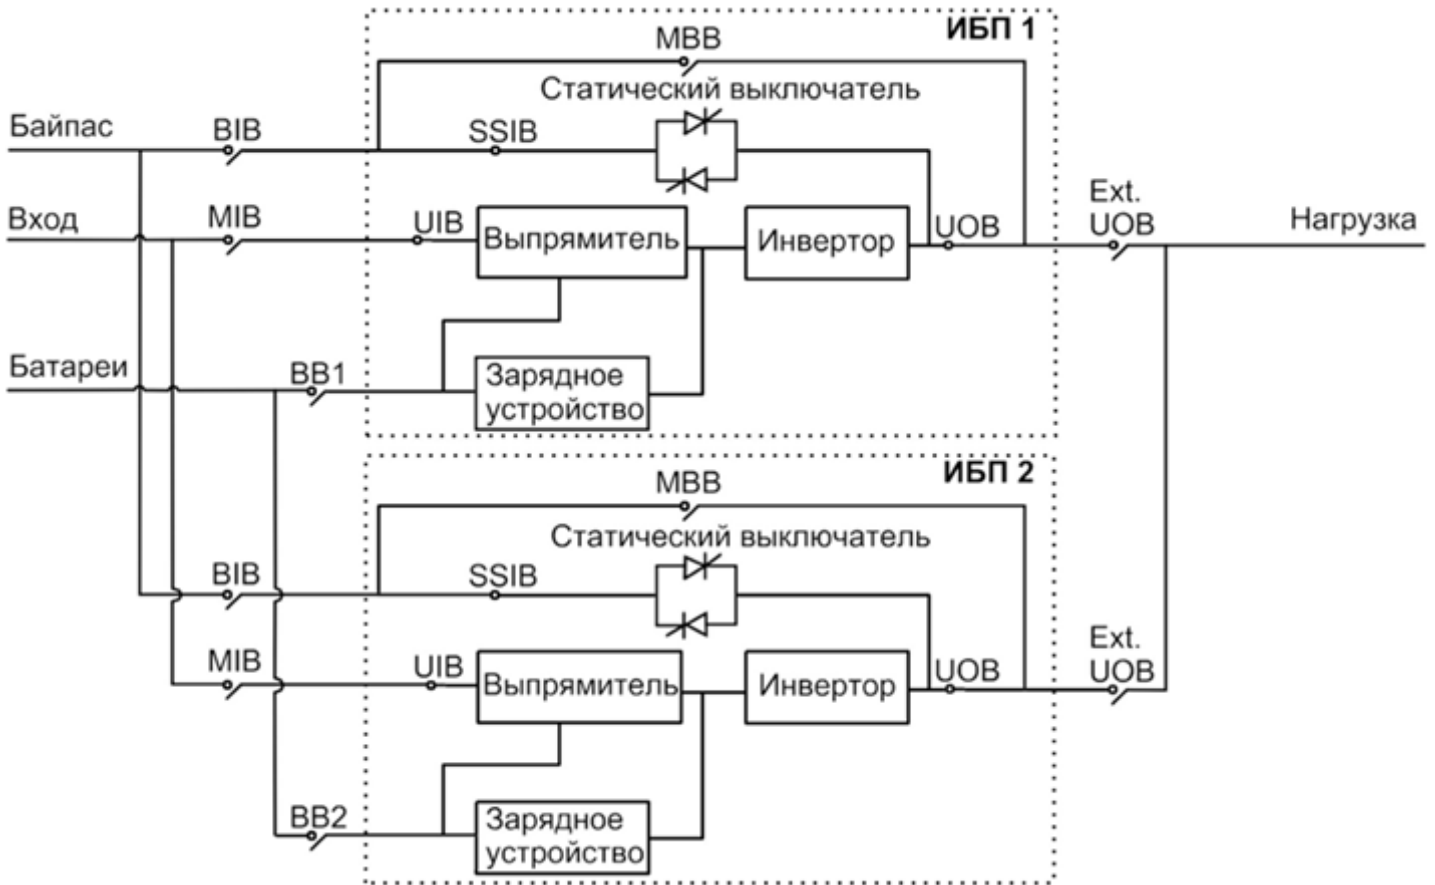 ИБП 1
MBB
Статический выключатель
Байпас
BIB
SSIB
Вход
MIB
UIB
Выпрямитель
Инвертор
UOB
Ext.
UOB
Нагрузка
Батареи
BB1
Зарядное
устройство
ИБП 2
MBB
Статический выключатель
BIB
SSIB
MIB
UIB
Выпрямитель
Инвертор
UOB
Ext.
UOB
BB2
Зарядное
устройство